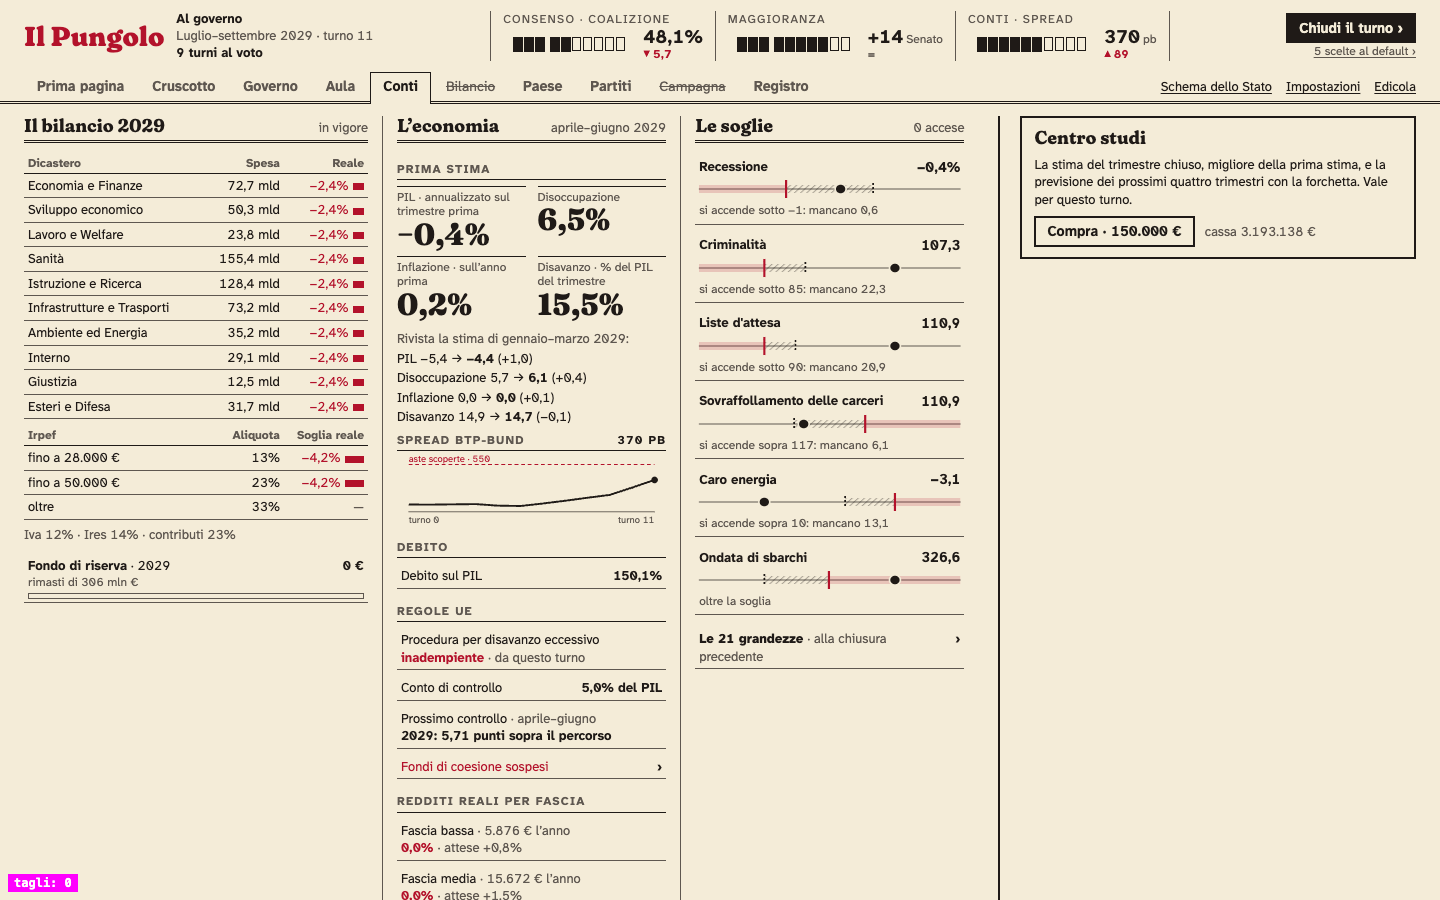 Il Pungolo
Al governo
Luglio–settembre 2029 · turno 11
9 turni al voto
CONSENSO · COALIZIONE
48,1%
▼5,7
MAGGIORANZA
+14 Senato
=
CONTI · SPREAD
370 pb
▲89
Chiudi il turno ›
5 scelte al default ›
Prima pagina
Cruscotto
Governo
Aula
Conti
Bilancio
Paese
Partiti
Campagna
Registro
Schema dello Stato
Impostazioni
Edicola
Il bilancio 2029
in vigore
Dicastero Spesa Reale
Economia e Finanze 72,7 mld −2,4%
Sviluppo economico 50,3 mld −2,4%
Lavoro e Welfare 23,8 mld −2,4%
Sanità 155,4 mld −2,4%
Istruzione e Ricerca 128,4 mld −2,4%
Infrastrutture e Trasporti 73,2 mld −2,4%
Ambiente ed Energia 35,2 mld −2,4%
Interno 29,1 mld −2,4%
Giustizia 12,5 mld −2,4%
Esteri e Difesa 31,7 mld −2,4%
Irpef Aliquota Soglia reale
fino a 28.000 € 13% −4,2%
fino a 50.000 € 23% −4,2%
oltre 33% —
Iva 12% · Ires 14% · contributi 23%
Fondo di riserva · 2029 0 €
rimasti di 306 mln €
L’economia
aprile–giugno 2029
PRIMA STIMA
PIL · annualizzato sul
trimestre prima
−0,4%
Disoccupazione
6,5%
Inflazione · sull’anno
prima
0,2%
Disavanzo · % del PIL
del trimestre
15,5%
Rivista la stima di gennaio–marzo 2029:
PIL −5,4 → −4,4 (+1,0)
Disoccupazione 5,7 → 6,1 (+0,4)
Inflazione 0,0 → 0,0 (+0,1)
Disavanzo 14,9 → 14,7 (−0,1)
SPREAD BTP-BUND 370 PB
aste scoperte · 550
turno 0 turno 11
DEBITO
Debito sul PIL 150,1%
REGOLE UE
Procedura per disavanzo eccessivo
inadempiente · da questo turno
Conto di controllo 5,0% del PIL
Prossimo controllo · aprile–giugno
2029: 5,71 punti sopra il percorso
Fondi di coesione sospesi ›
REDDITI REALI PER FASCIA
Fascia bassa · 5.876 € l’anno
0,0% · attese +0,8%
Fascia media · 15.672 € l’anno
0,0% · attese +1,5%
Le soglie
0 accese
Recessione −0,4%
si accende sotto −1: mancano 0,6
Criminalità 107,3
si accende sotto 85: mancano 22,3
Liste d’attesa 110,9
si accende sotto 90: mancano 20,9
Sovraffollamento delle carceri 110,9
si accende sopra 117: mancano 6,1
Caro energia −3,1
si accende sopra 10: mancano 13,1
Ondata di sbarchi 326,6
oltre la soglia
Le 21 grandezze · alla chiusura ›
precedente
Centro studi
La stima del trimestre chiuso, migliore della prima stima, e la
previsione dei prossimi quattro trimestri con la forchetta. Vale
per questo turno.
Compra · 150.000 €
cassa 3.193.138 €
tagli: 0